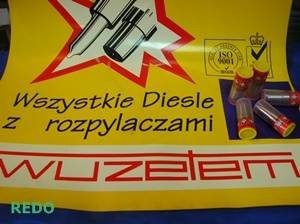 ISO 9001
Wszystkie Diesle
z rozpylaczami
wuzetem
REDO